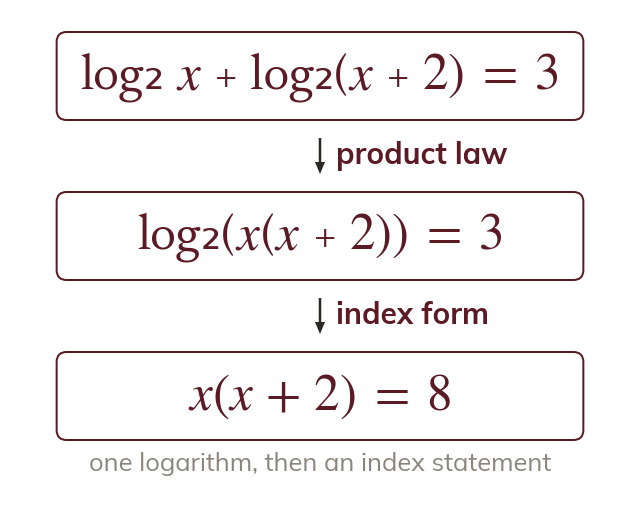 log₂ x + log₂(x + 2) = 3
product law
log₂(x(x + 2)) = 3
index form
x(x + 2) = 8
one logarithm, then an index statement